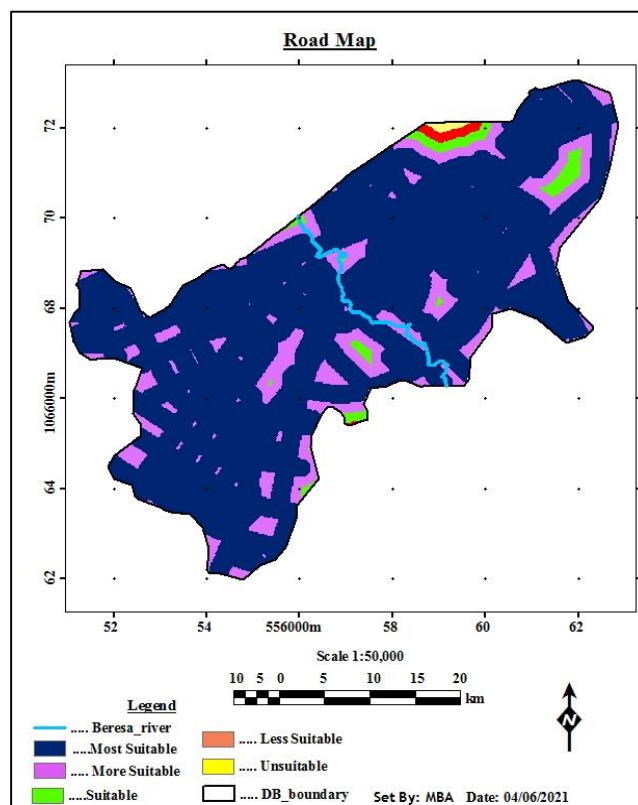 Road Map
72
70
68
1066000m
64
62
52 54 556000m 58 60 62
Scale 1:50,000
10 5 0 5 10 15 20
km
Legend
..... Beresa_river
.....Most Suitable
..... More Suitable
.....Suitable
..... Less Suitable
..... Unsuitable
..... DB_boundary
N
Set By: MBA Date: 04/06/2021